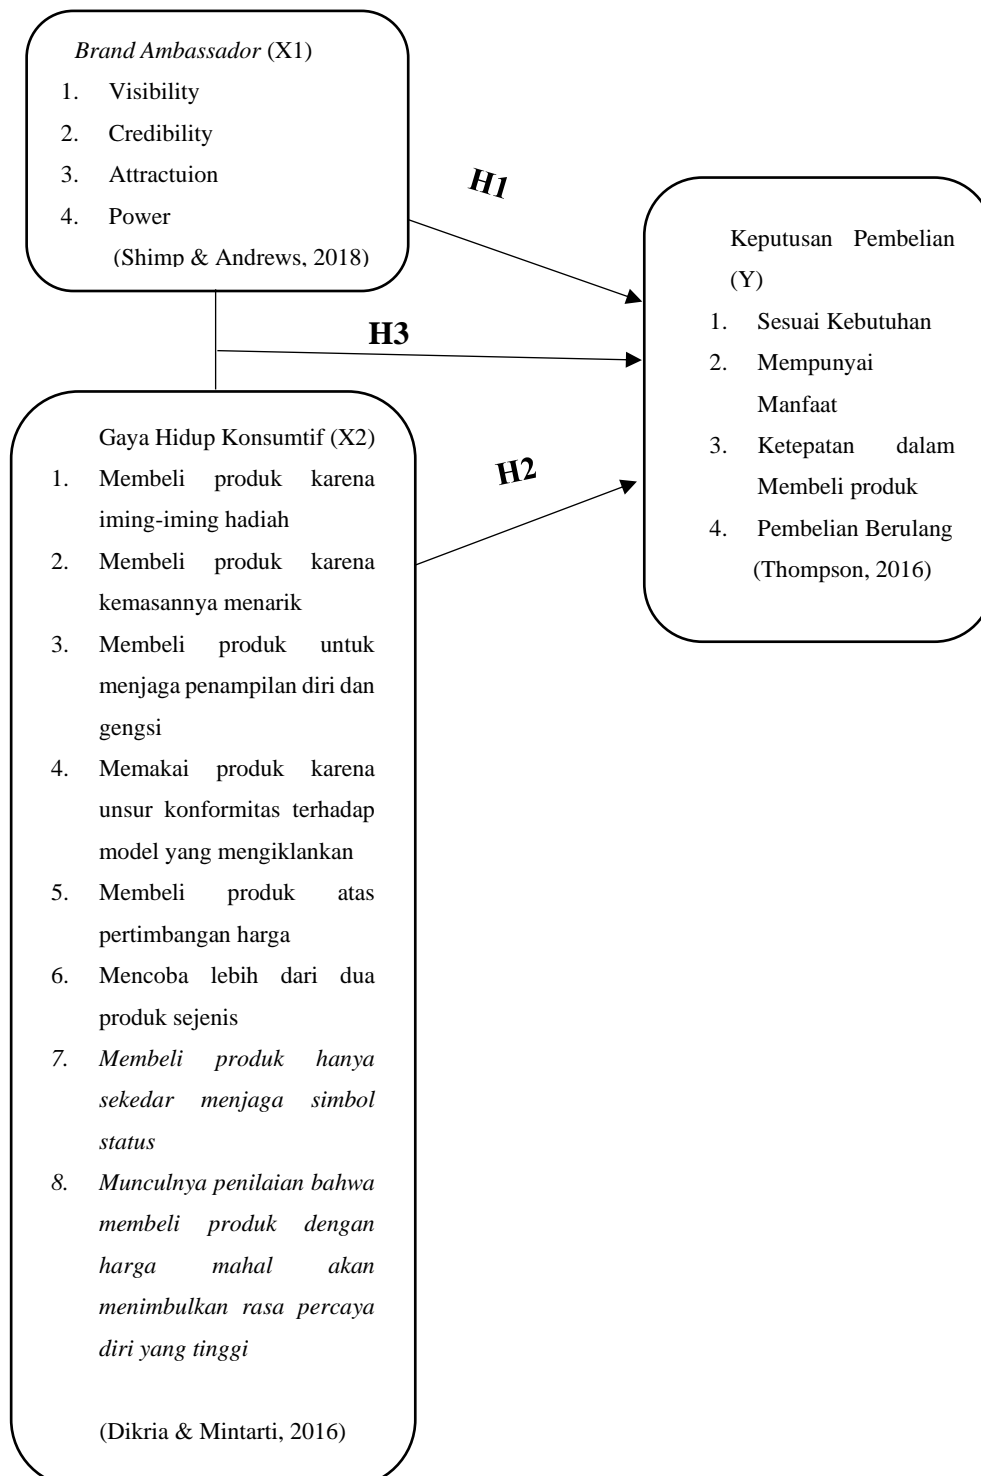 Brand Ambassador (X1)
1. Visibility
2. Credibility
3. Attractuion
4. Power
(Shimp & Andrews, 2018)
H1
Keputusan Pembelian
(Y)
1. Sesuai Kebutuhan
2. Mempunyai
Manfaat
3. Ketepatan dalam
Membeli produk
4. Pembelian Berulang
(Thompson, 2016)
H3
H2
Gaya Hidup Konsumtif (X2)
1. Membeli produk karena
iming-iming hadiah
2. Membeli produk karena
kemasannya menarik
3. Membeli produk untuk
menjaga penampilan diri dan
gengsi
4. Memakai produk karena
unsur konformitas terhadap
model yang mengiklankan
5. Membeli produk atas
pertimbangan harga
6. Mencoba lebih dari dua
produk sejenis
7. Membeli produk hanya
sekedar menjaga simbol
status
8. Munculnya penilaian bahwa
membeli produk dengan
harga mahal akan
menimbulkan rasa percaya
diri yang tinggi
(Dikria & Mintarti, 2016)